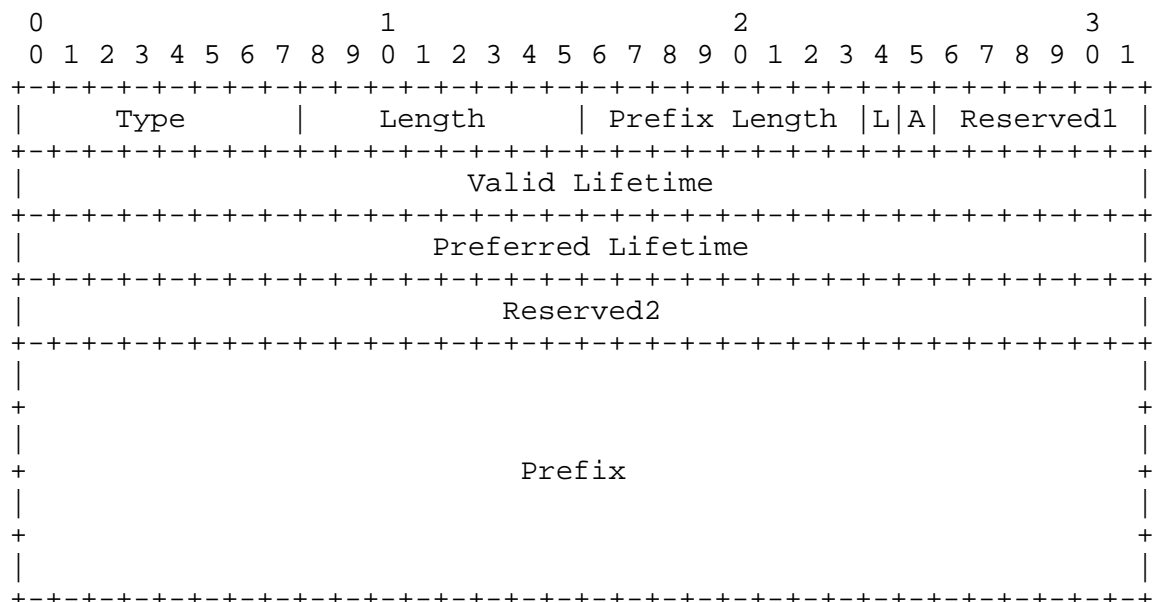 0                   1                   2                   3
 0 1 2 3 4 5 6 7 8 9 0 1 2 3 4 5 6 7 8 9 0 1 2 3 4 5 6 7 8 9 0 1
+-+-+-+-+-+-+-+-+-+-+-+-+-+-+-+-+-+-+-+-+-+-+-+-+-+-+-+-+-+-+-+-+
|     Type      |    Length     | Prefix Length |L|A| Reserved1 |
+-+-+-+-+-+-+-+-+-+-+-+-+-+-+-+-+-+-+-+-+-+-+-+-+-+-+-+-+-+-+-+-+
|                         Valid Lifetime                        |
+-+-+-+-+-+-+-+-+-+-+-+-+-+-+-+-+-+-+-+-+-+-+-+-+-+-+-+-+-+-+-+-+
|                       Preferred Lifetime                      |
+-+-+-+-+-+-+-+-+-+-+-+-+-+-+-+-+-+-+-+-+-+-+-+-+-+-+-+-+-+-+-+-+
|                           Reserved2                           |
+-+-+-+-+-+-+-+-+-+-+-+-+-+-+-+-+-+-+-+-+-+-+-+-+-+-+-+-+-+-+-+-+
|                                                               |
+                                                               +
|                                                               |
+                            Prefix                             +
|                                                               |
+                                                               +
|                                                               |
+-+-+-+-+-+-+-+-+-+-+-+-+-+-+-+-+-+-+-+-+-+-+-+-+-+-+-+-+-+-+-+-+